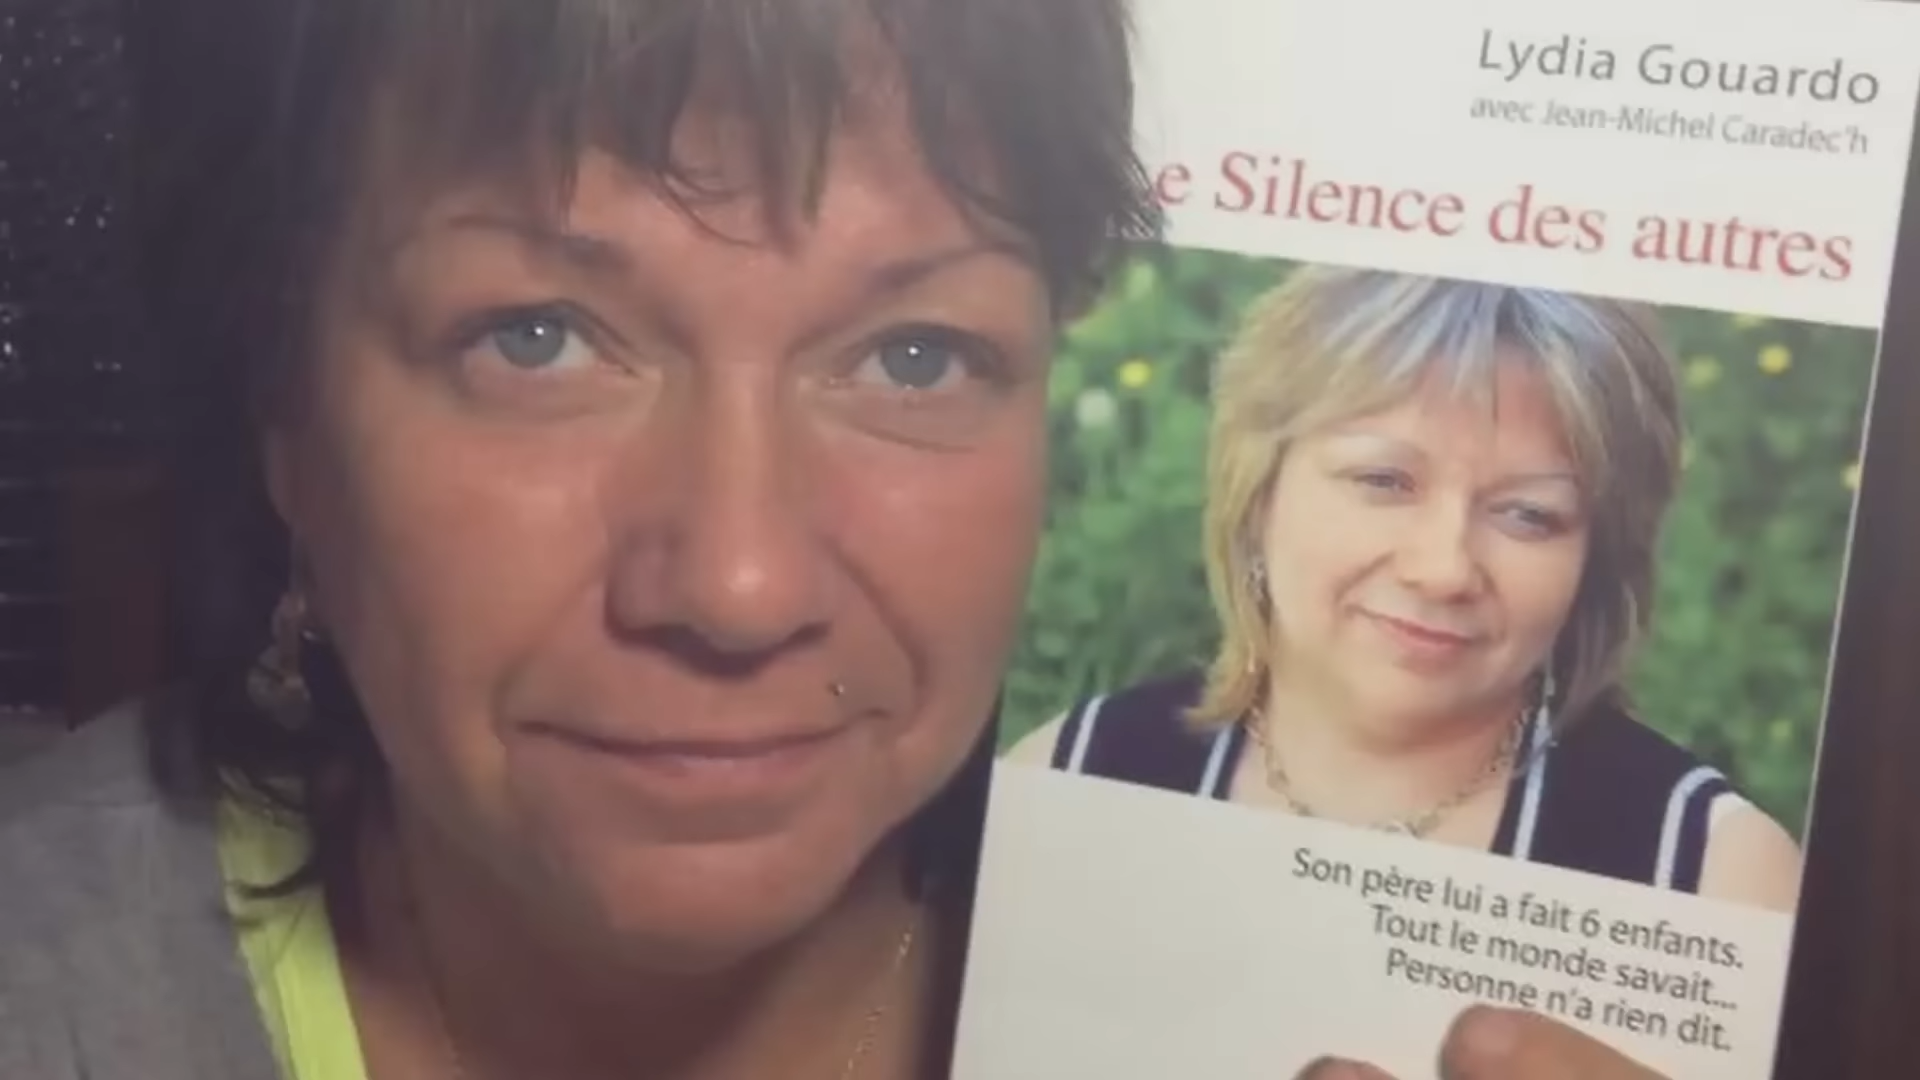 Lydia Gouardo
avec Jean-Michel Caradec'h
e Silence des autres
Son père lui a fait 6 enfants.
Tout le monde savait...
Personne n'a rien dit.